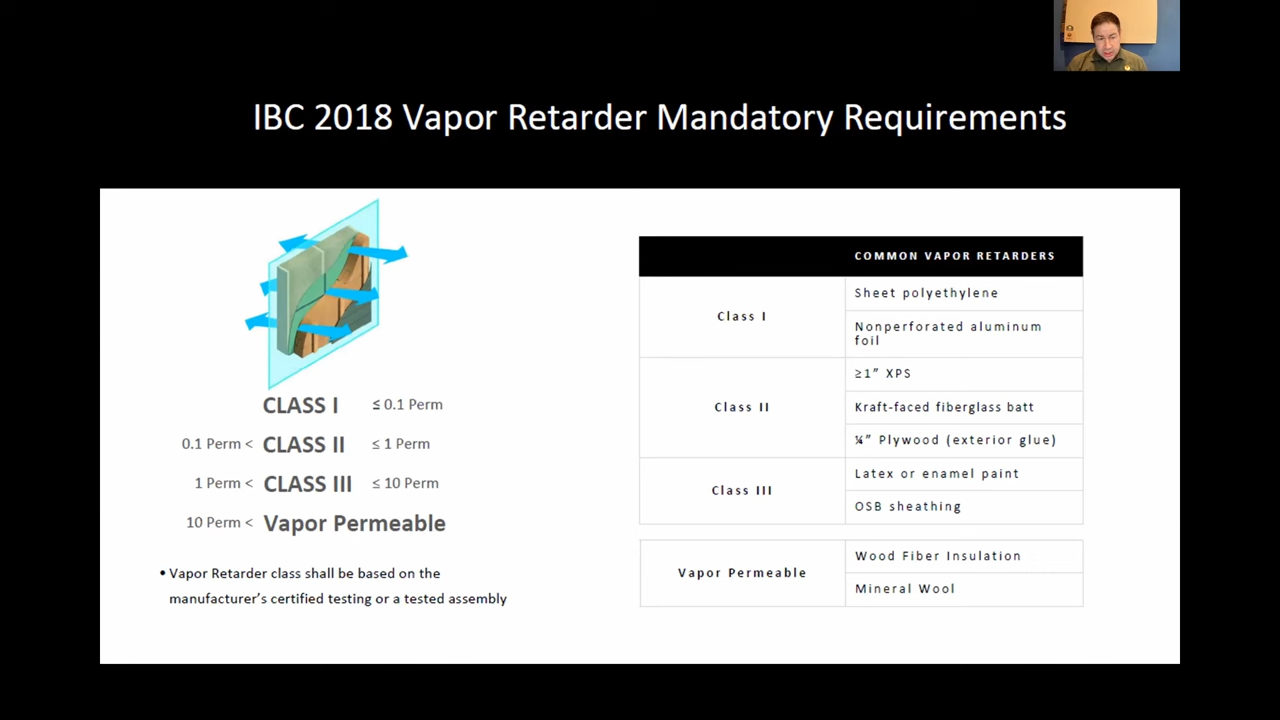 IBC 2018 Vapor Retarder Mandatory Requirements
CLASS I ≤ 0.1 Perm
0.1 Perm < CLASS II ≤ 1 Perm
1 Perm < CLASS III ≤ 10 Perm
10 Perm < Vapor Permeable
• Vapor Retarder class shall be based on the
manufacturer’s certified testing or a tested assembly
COMMON VAPOR RETARDERS
Class I
Sheet polyethylene
Nonperforated aluminum
foil
Class II
≥1” XPS
Kraft-faced fiberglass batt
¼” Plywood (exterior glue)
Class III
Latex or enamel paint
OSB sheathing
Vapor Permeable
Wood Fiber Insulation
Mineral Wool